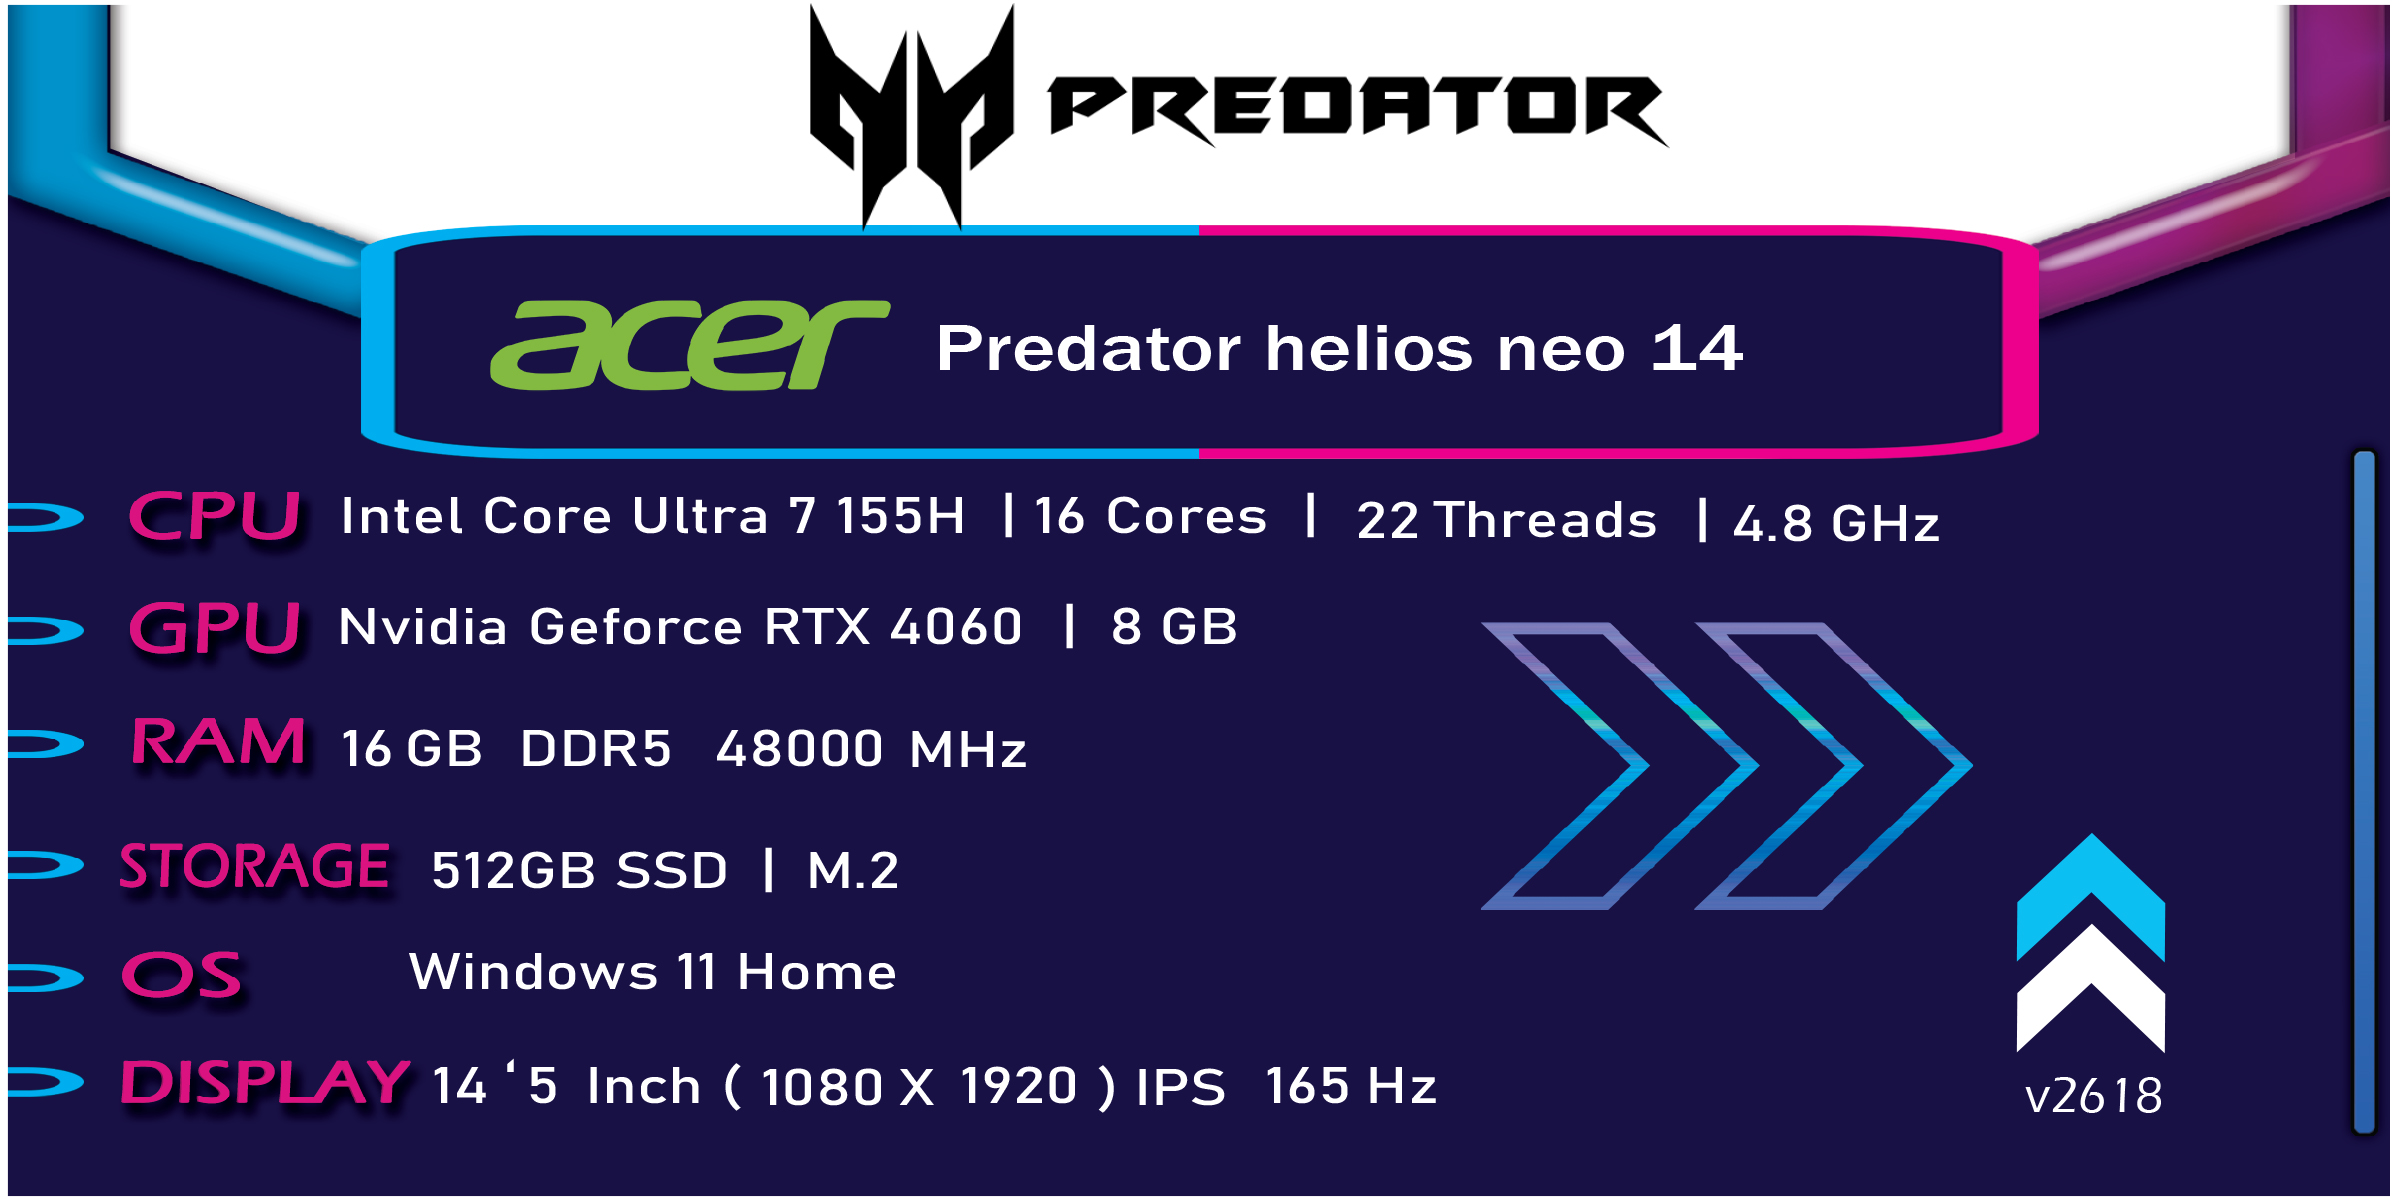 PREDATOR
acer Predator helios neo 14
CPU Intel Core Ultra 7 155H | 16 Cores | 22 Threads | 4.8 GHz
GPU Nvidia Geforce RTX 4060 | 8 GB
RAM 16 GB DDR5 48000 MHz
STORAGE 512GB SSD | M.2
OS Windows 11 Home
DISPLAY 14 ‘ 5 Inch ( 1080 X 1920 ) IPS 165 Hz
v2618